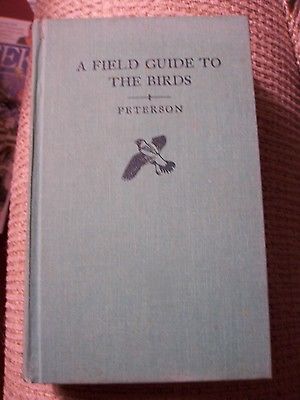 A FIELD GUIDE TO
THE BIRDS
PETERSON